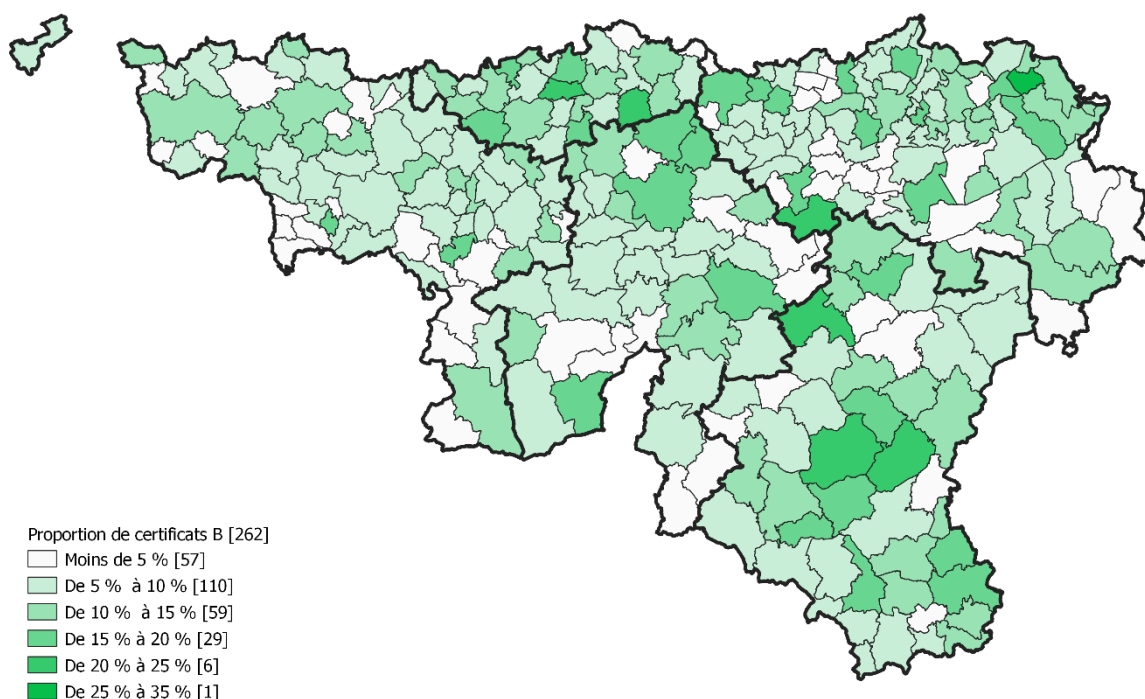 Proportion de certificats B [262]
Moins de 5 % [57]
De 5 % à 10 % [110]
De 10 % à 15 % [59]
De 15 % à 20 % [29]
De 20 % à 25 % [6]
De 25 % à 35 % [1]